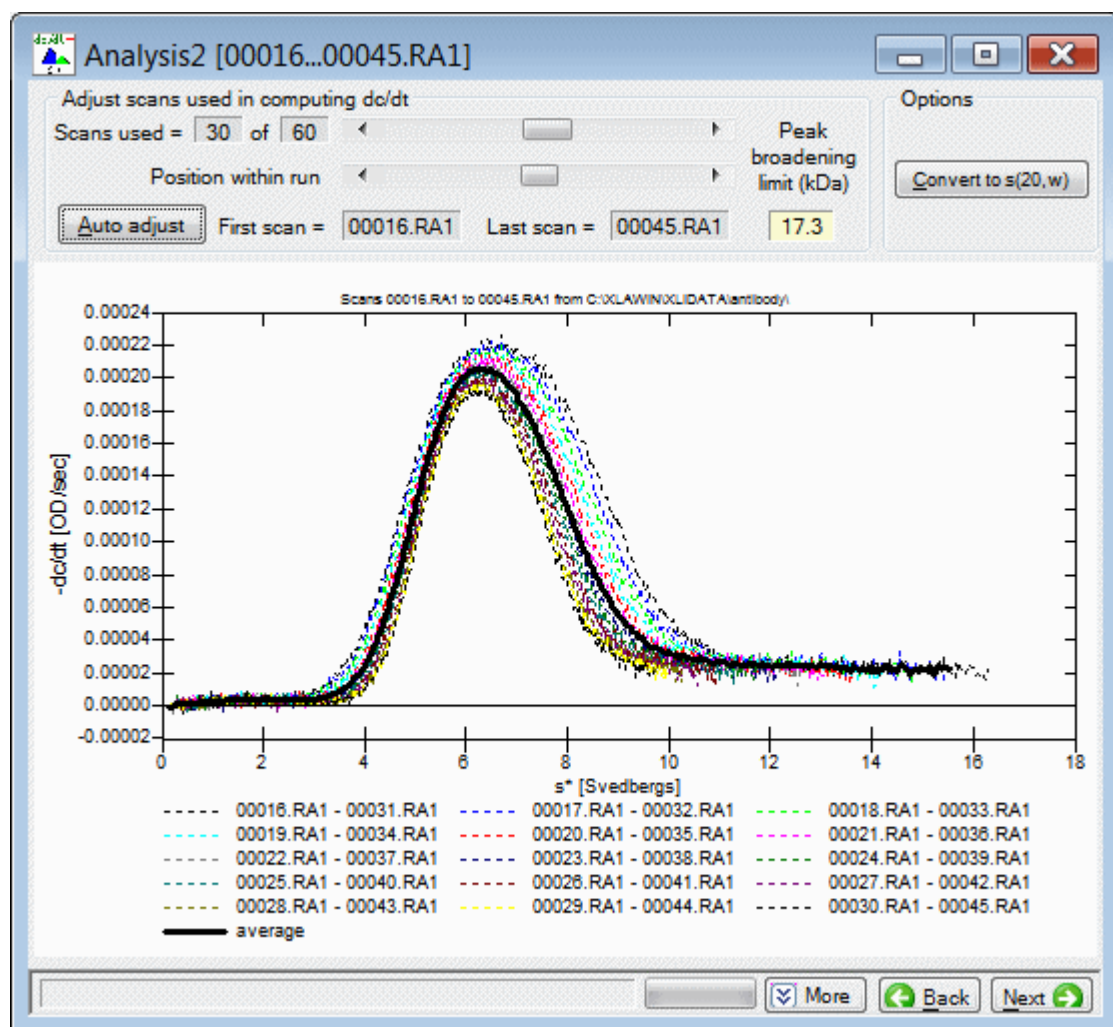 Analysis2 [00016...00045.RA1]
Adjust scans used in computing dc/dt
Scans used = 30 of 60
Position within run
Peak broadening limit (kDa)
Auto adjust First scan = 00016.RA1 Last scan = 00045.RA1 17.3
Options
Convert to s(20,w)
Scans 00016.RA1 to 00045.RA1 from C:\XLAWIN\XLIDATA\antibody\
-dc/dt [OD/sec]
0.00024
0.00022
0.00020
0.00018
0.00016
0.00014
0.00012
0.00010
0.00008
0.00006
0.00004
0.00002
0.00000
-0.00002
0 2 4 6 8 10 12 14 16 18
s* [Svedbergs]
00016.RA1 - 00031.RA1 00017.RA1 - 00032.RA1 00018.RA1 - 00033.RA1
00019.RA1 - 00034.RA1 00020.RA1 - 00035.RA1 00021.RA1 - 00036.RA1
00022.RA1 - 00037.RA1 00023.RA1 - 00038.RA1 00024.RA1 - 00039.RA1
00025.RA1 - 00040.RA1 00026.RA1 - 00041.RA1 00027.RA1 - 00042.RA1
00028.RA1 - 00043.RA1 00029.RA1 - 00044.RA1 00030.RA1 - 00045.RA1
average
More Back Next